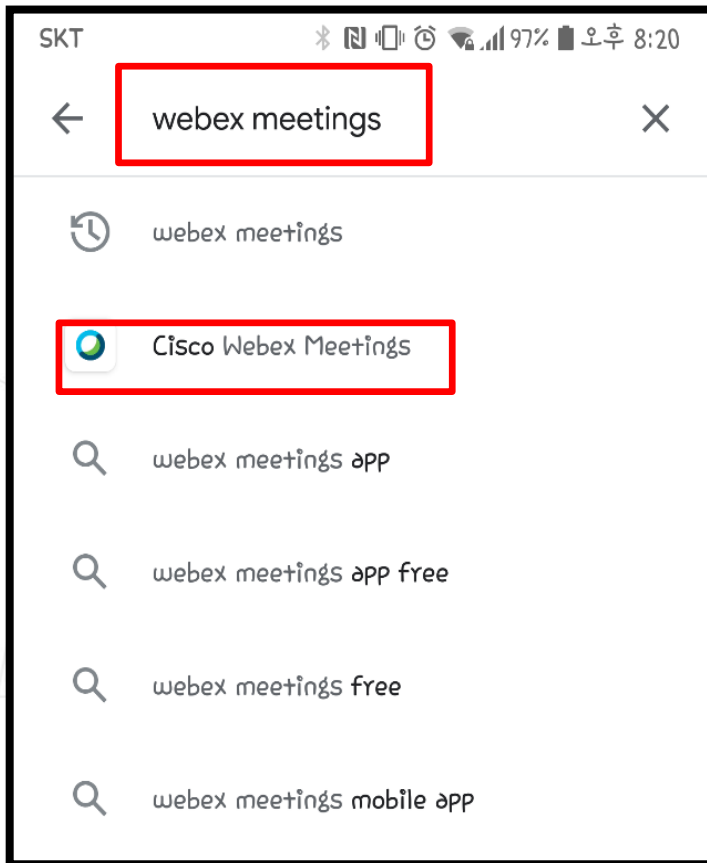 SKT 97% 오후 8:20
webex meetings
webex meetings
Cisco Webex Meetings
webex meetings app
webex meetings app free
webex meetings free
webex meetings mobile app